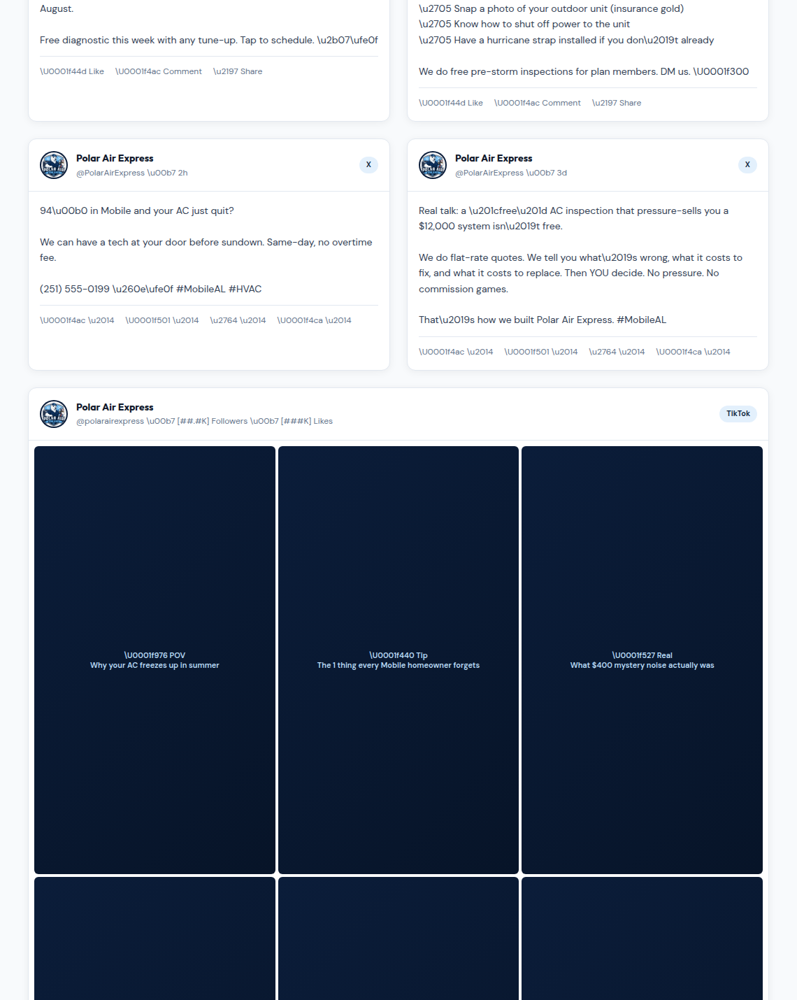 August.
Free diagnostic this week with any tune-up. Tap to schedule. \u2b07\ufe0f
\U0001f44d Like \U0001f4ac Comment \u2197 Share
\u2705 Snap a photo of your outdoor unit (insurance gold)
\u2705 Know how to shut off power to the unit
\u2705 Have a hurricane strap installed if you don\u2019t already
We do free pre-storm inspections for plan members. DM us. \U0001f300
\U0001f44d Like \U0001f4ac Comment \u2197 Share
POLAR AIR
Polar Air Express
@PolarAirExpress \u00b7 2h
X
94\u00b0 in Mobile and your AC just quit?
We can have a tech at your door before sundown. Same-day, no overtime
fee.
(251) 555-0199 \u260e\ufe0f #MobileAL #HVAC
\U0001f4ac \u2014 \U0001f501 \u2014 \u2764 \u2014 \U0001f4ca \u2014
POLAR AIR
Polar Air Express
@PolarAirExpress \u00b7 3d
X
Real talk: a \u201cfree\u201d AC inspection that pressure-sells you a
$12,000 system isn\u2019t free.
We do flat-rate quotes. We tell you what\u2019s wrong, what it costs to
fix, and what it costs to replace. Then YOU decide. No pressure. No
commission games.
That\u2019s how we built Polar Air Express. #MobileAL
\U0001f4ac \u2014 \U0001f501 \u2014 \u2764 \u2014 \U0001f4ca \u2014
POLAR AIR
Polar Air Express
@polarairexpress \u00b7 [##.#K] Followers \u00b7 [###K] Likes
TikTok
\U0001f976 POV
Why your AC freezes up in summer
\U0001f440 Tip
The 1 thing every Mobile homeowner forgets
\U0001f527 Real
What $400 mystery noise actually was